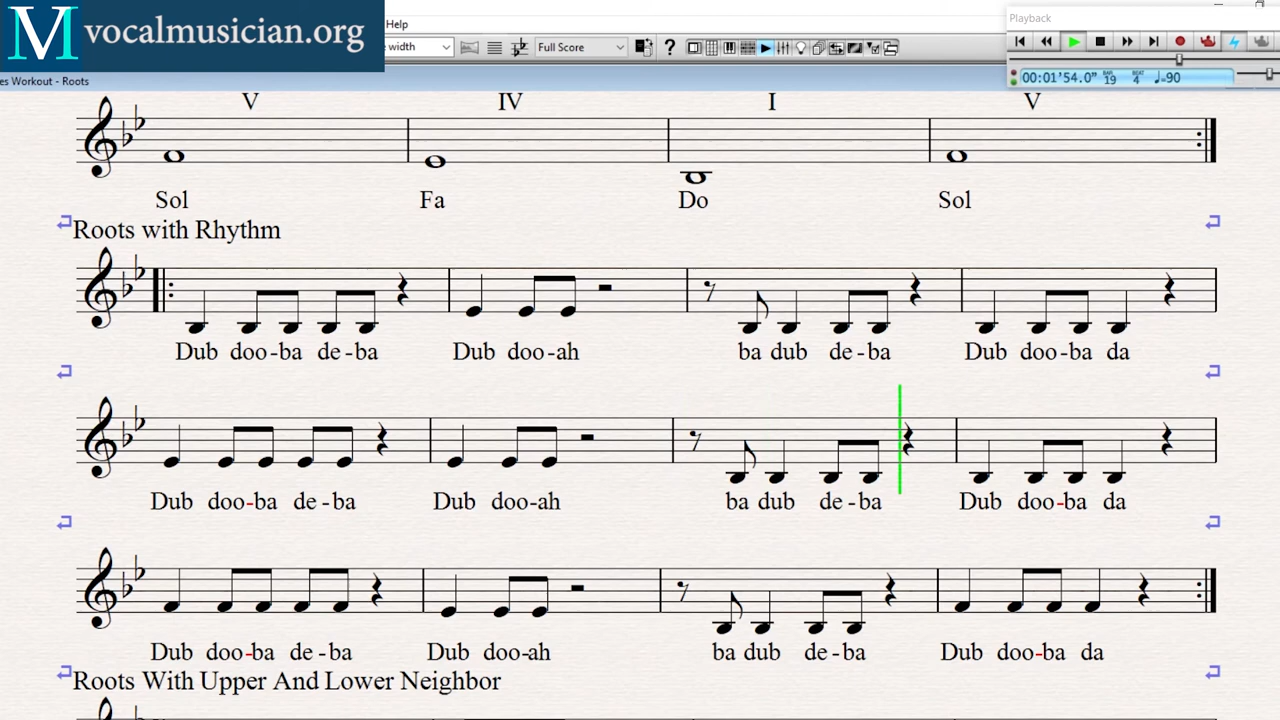 vocalmusician.org
Help
Playback
width
Full Score
00:01'54.0" BAR 19 BEAT 4 ♩=90
es Workout - Roots
V IV I V
Sol Fa Do Sol
Roots with Rhythm
Dub doo-ba de-ba Dub doo-ah ba dub de-ba Dub doo-ba da
Dub doo-ba de-ba Dub doo-ah ba dub de-ba Dub doo-ba da
Dub doo-ba de-ba Dub doo-ah ba dub de-ba Dub doo-ba da
Roots With Upper And Lower Neighbor